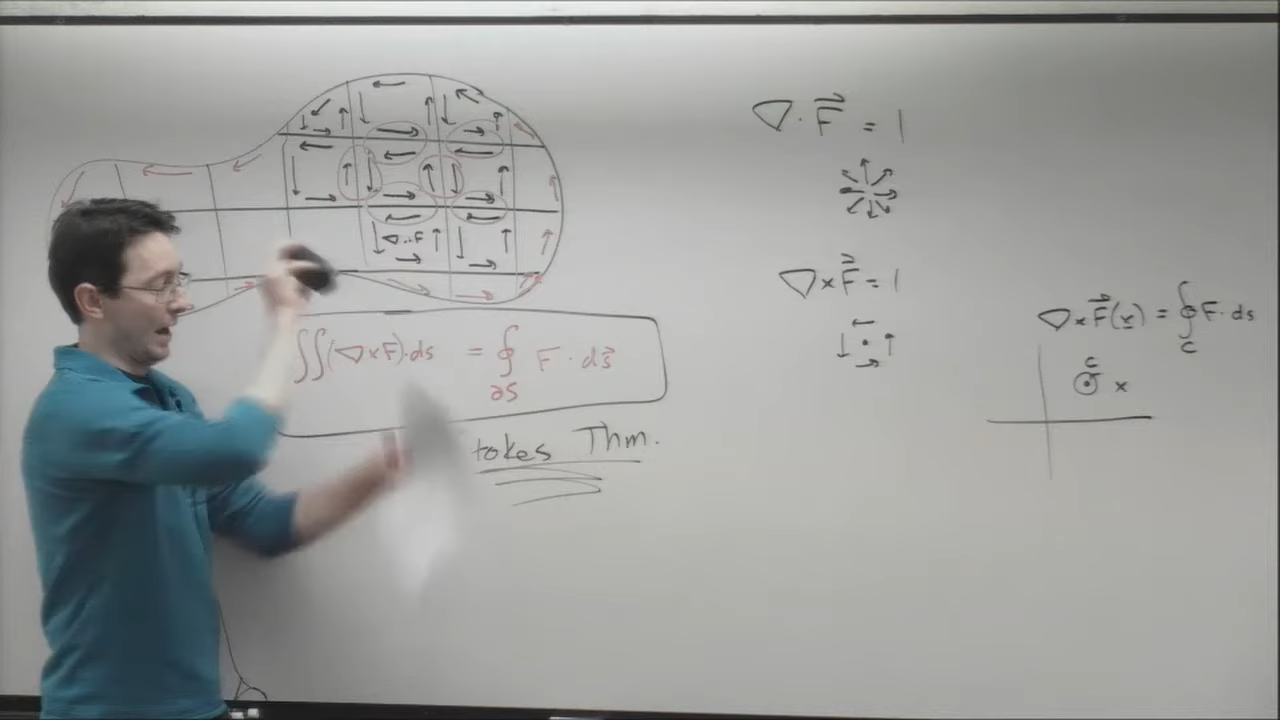 ∇·F
∬(∇×F)·ds = ∮ F·ds⃗
∂S
tokes Thm.
∇·F⃗ = 1
∇×F⃗ = 1
∇×F⃗(x) = ∮ F·ds
C
C
x